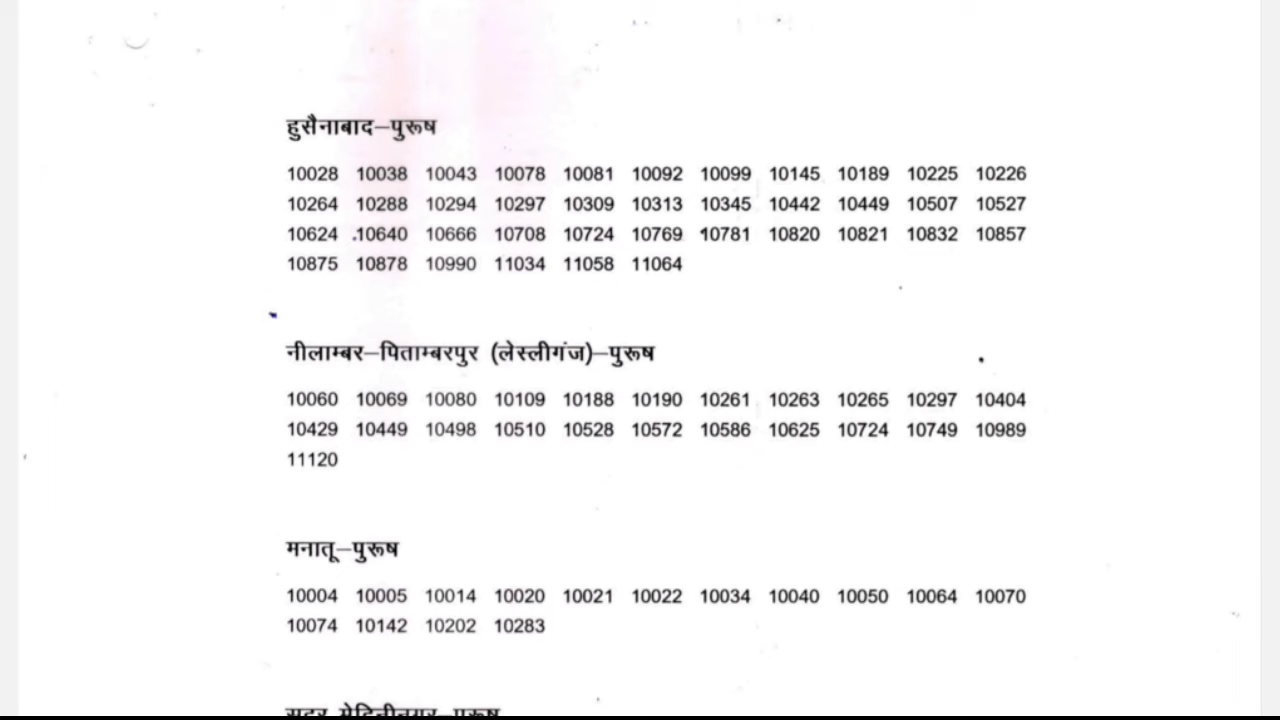 हुसैनाबाद–पुरूष
10028 10038 10043 10078 10081 10092 10099 10145 10189 10225 10226
10264 10288 10294 10297 10309 10313 10345 10442 10449 10507 10527
10624 10640 10666 10708 10724 10769 10781 10820 10821 10832 10857
10875 10878 10990 11034 11058 11064
नीलाम्बर–पिताम्बरपुर (लेस्लीगंज)–पुरूष
10060 10069 10080 10109 10188 10190 10261 10263 10265 10297 10404
10429 10449 10498 10510 10528 10572 10586 10625 10724 10749 10989
11120
मनातू–पुरूष
10004 10005 10014 10020 10021 10022 10034 10040 10050 10064 10070
10074 10142 10202 10283
सदर मेदिनीनगर–पुरूष